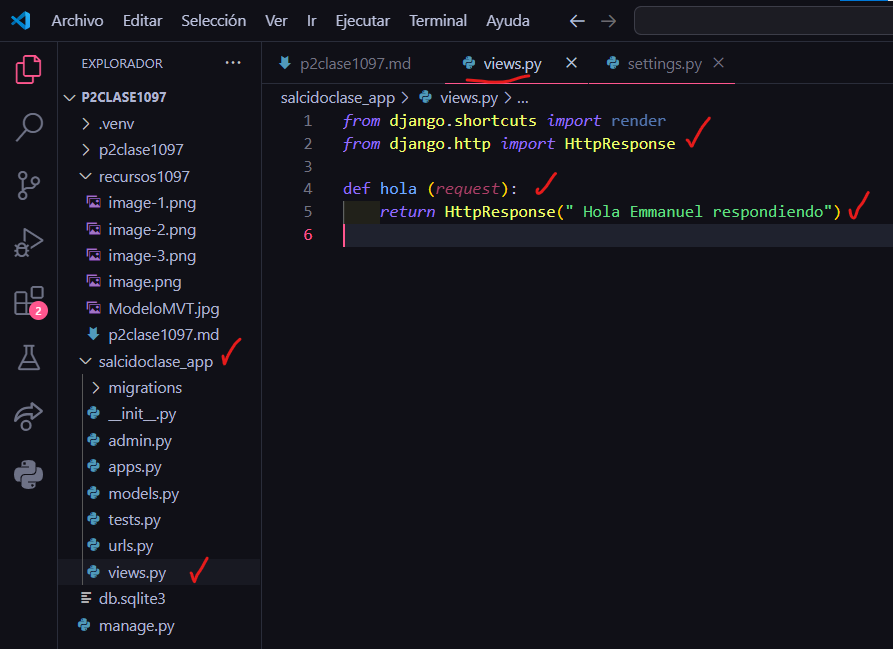 Archivo Editar Selección Ver Ir Ejecutar Terminal Ayuda
EXPLORADOR ...
P2CLASE1097
.venv
p2clase1097
recursos1097
image-1.png
image-2.png
image-3.png
image.png
ModeloMVT.jpg
p2clase1097.md
salcidoclase_app
migrations
__init__.py
admin.py
apps.py
models.py
tests.py
urls.py
views.py
db.sqlite3
manage.py
2
p2clase1097.md views.py settings.py
salcidoclase_app > views.py > ...
1 from django.shortcuts import render
2 from django.http import HttpResponse
3
4 def hola (request):
5 return HttpResponse(" Hola Emmanuel respondiendo")
6